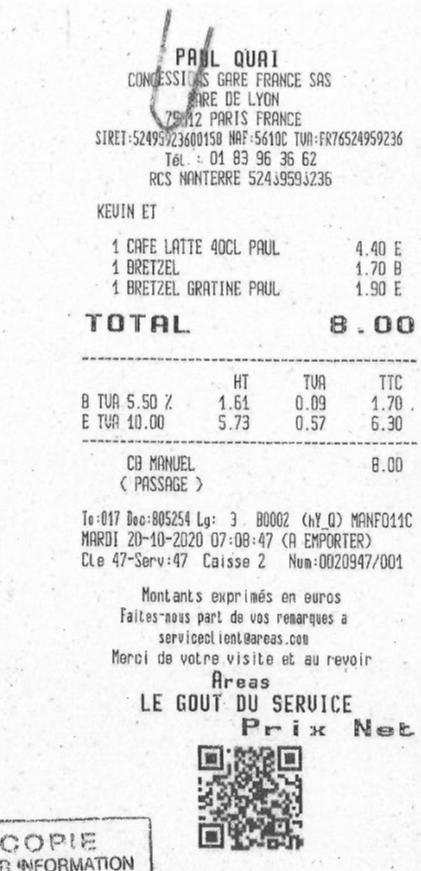 PAUL QUAI
CONCESSIONS GARE FRANCE SAS
GARE DE LYON
75012 PARIS FRANCE
SIRET:52495923600158 NAF:5610C TVA:FR76524959236
Tél. : 01 83 96 36 62
RCS NANTERRE
KEVIN ET
1 CAFE LATTE 40CL PAUL 4.40 E
1 BRETZEL 1.70 B
1 BRETZEL GRATINE PAUL 1.90 E
TOTAL 8.00
HT TVA TTC
B TVA 5.50 % 1.61 0.09 1.70
E TVA 10.00 5.73 0.57 6.30
CB MANUEL 8.00
( PASSAGE )
To:017 Doc:805254 Lg: 3 B0002 (hY_Q) MANF011C
MARDI 20-10-2020 07:08:47 (A EMPORTER)
Cle 47-Serv:47 Caisse 2 Num:0020947/001
Montants exprimés en euros
Faites-nous part de vos remarques a
serviceclient@areas.com
Merci de votre visite et au revoir
Areas
LE GOUT DU SERVICE
Prix Net
COPIE
INFORMATION